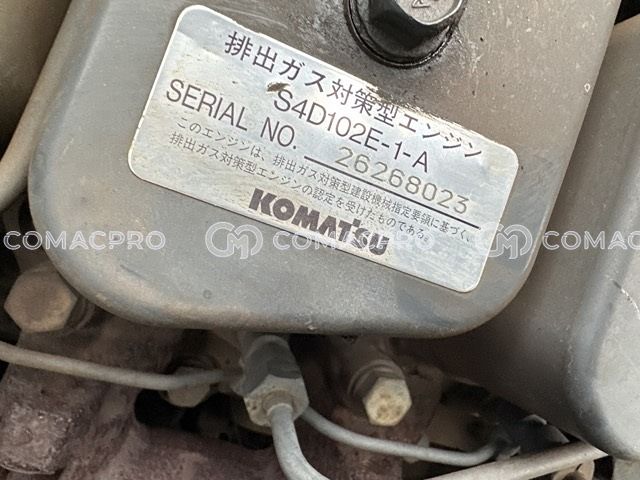 排出ガス対策型エンジン
S4D102E-1-A
SERIAL NO. 26268023
このエンジンは、排出ガス対策型建設機械指定要領に基づく、
排出ガス対策型エンジンの認定を受けたものである。
KOMATSU
COMACPRO COMACPRO COMACPRO